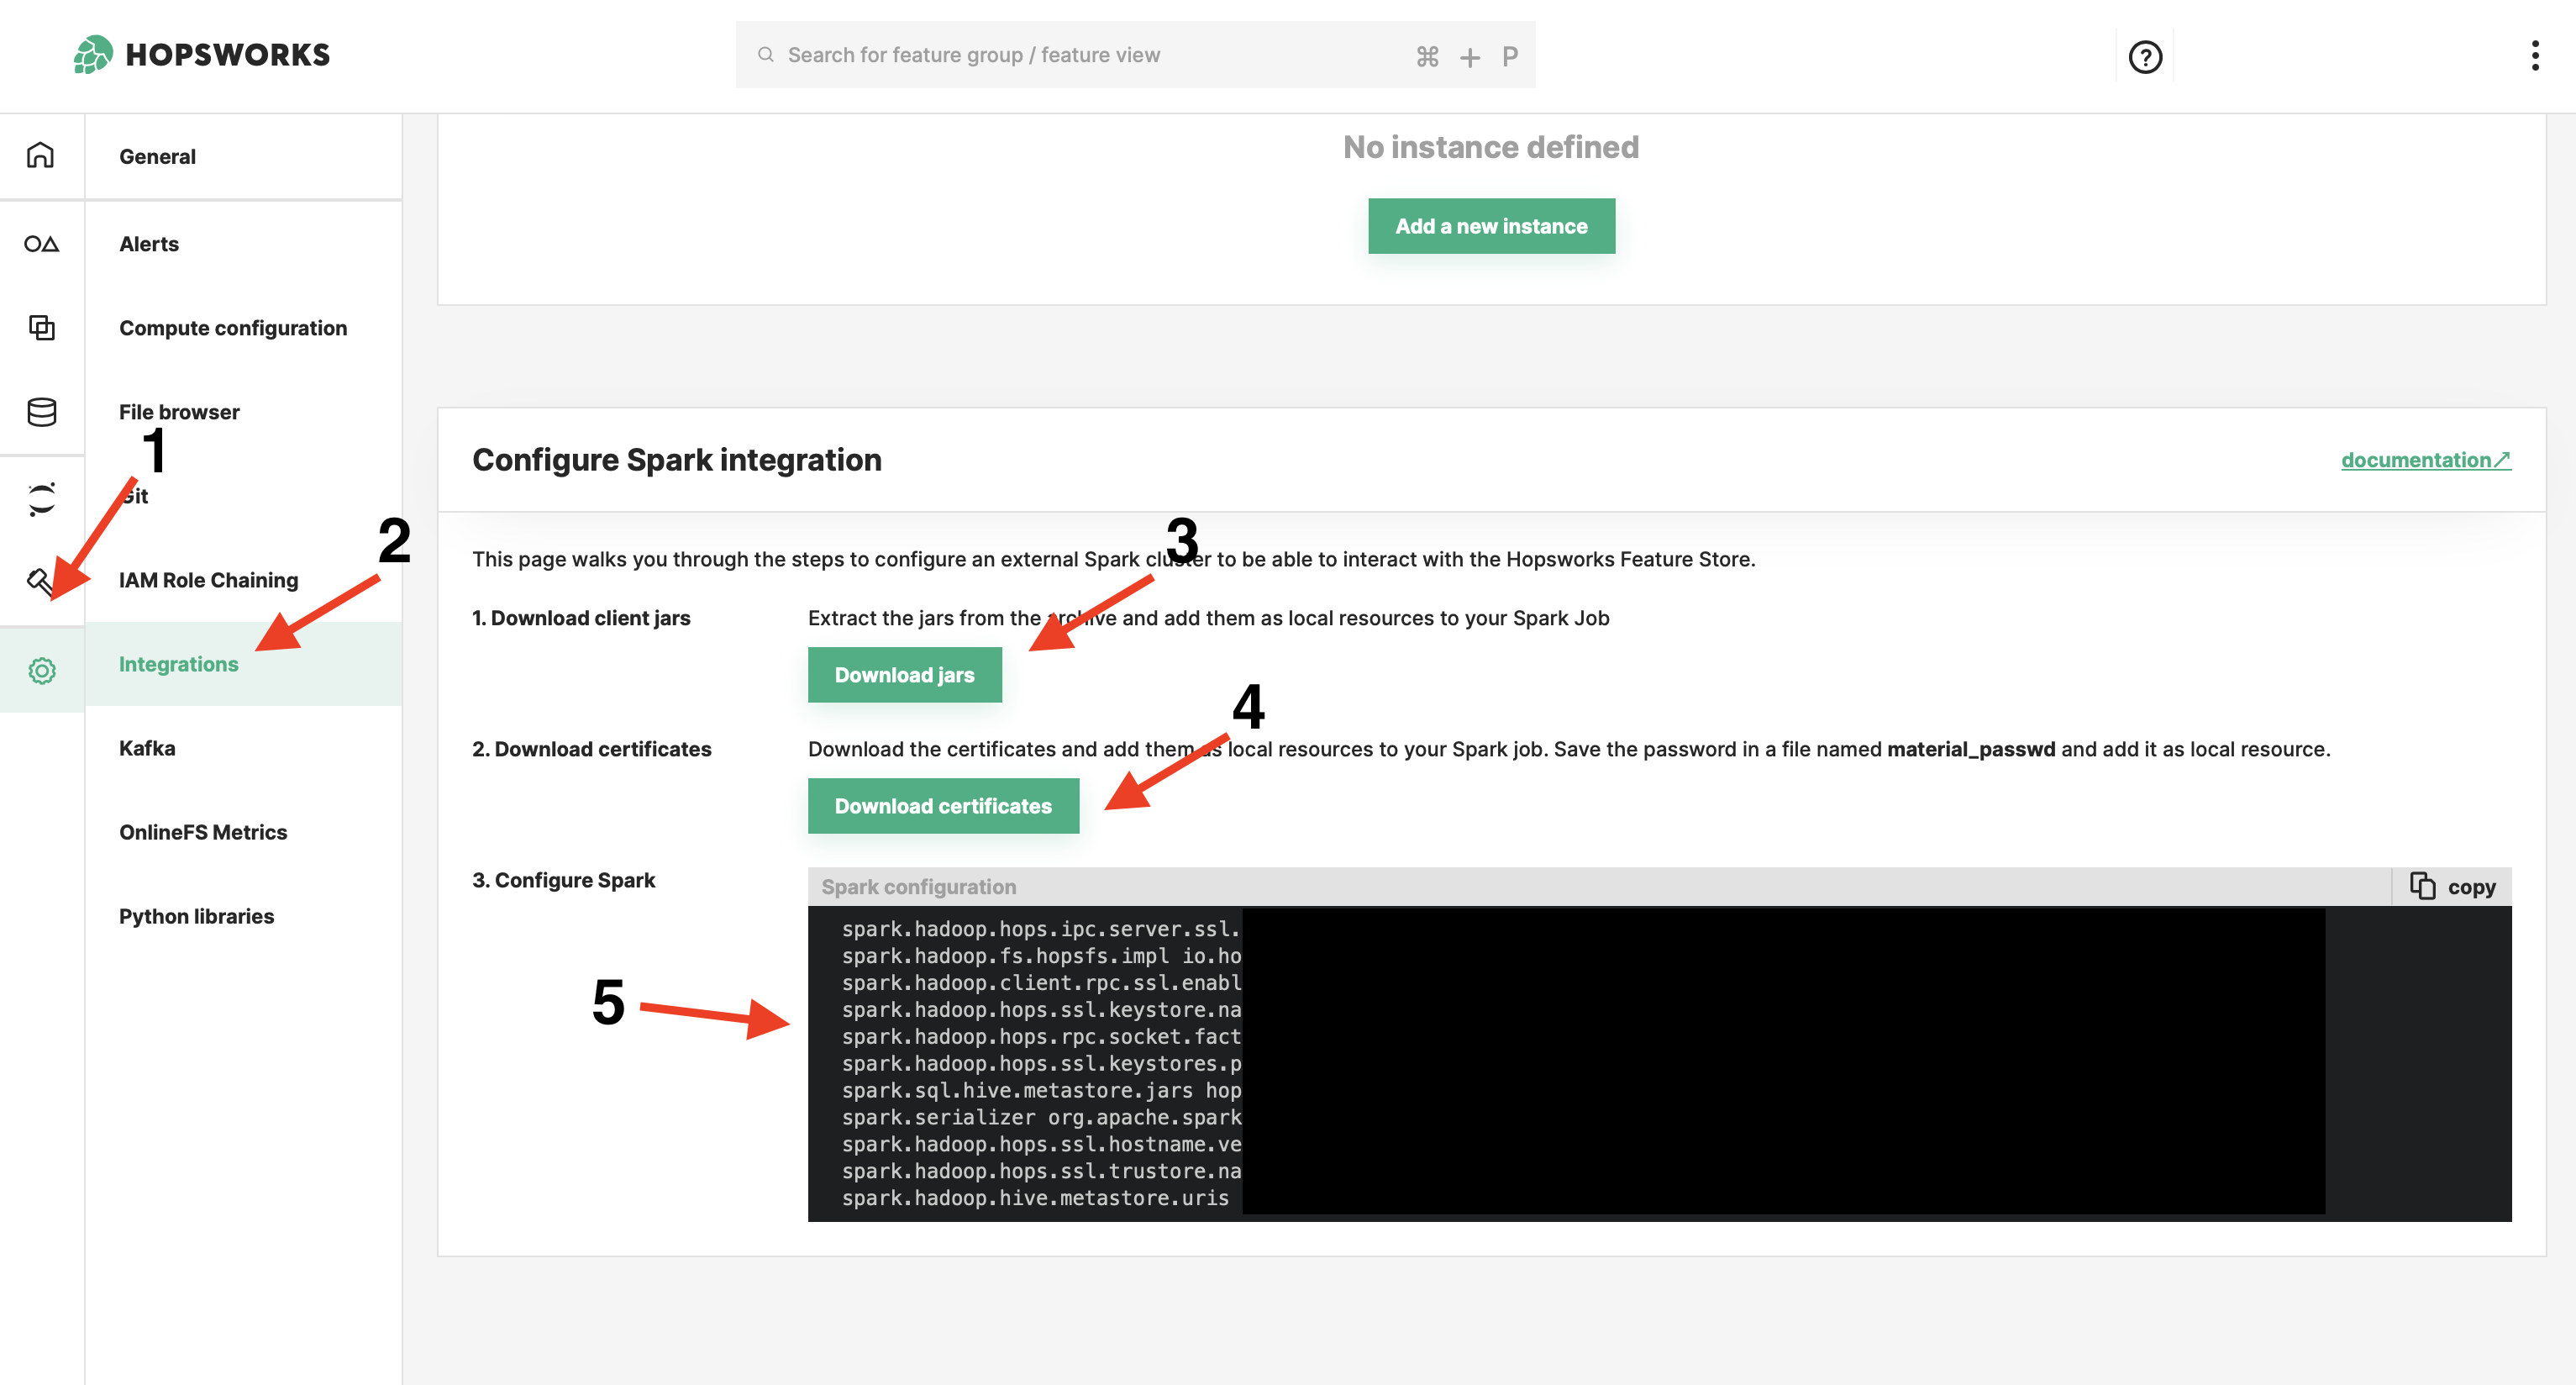 HOPSWORKS
Search for feature group / feature view
⌘ + P
?
General
Alerts
Compute configuration
File browser
Git
IAM Role Chaining
Integrations
Kafka
OnlineFS Metrics
Python libraries
1
2
No instance defined
Add a new instance
Configure Spark integration
documentation↗
3
This page walks you through the steps to configure an external Spark cluster to be able to interact with the Hopsworks Feature Store.
1. Download client jars
Extract the jars from the archive and add them as local resources to your Spark Job
Download jars
4
2. Download certificates
Download the certificates and add them as local resources to your Spark job. Save the password in a file named material_passwd and add it as local resource.
Download certificates
3. Configure Spark
Spark configuration
copy
5
spark.hadoop.hops.ipc.server.ssl.
spark.hadoop.fs.hopsfs.impl io.ho
spark.hadoop.client.rpc.ssl.enabl
spark.hadoop.hops.ssl.keystore.na
spark.hadoop.hops.rpc.socket.fact
spark.hadoop.hops.ssl.keystores.p
spark.sql.hive.metastore.jars hop
spark.serializer org.apache.spark
spark.hadoop.hops.ssl.hostname.ve
spark.hadoop.hops.ssl.trustore.na
spark.hadoop.hive.metastore.uris